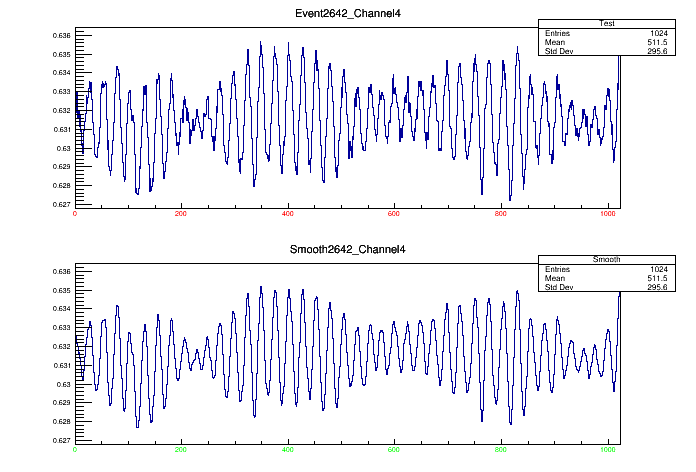 Event2642_Channel4
Test
Entries 1024
Mean 511.5
Std Dev 295.6
0.636
0.635
0.634
0.633
0.632
0.631
0.63
0.629
0.628
0.627
0 200 400 600 800 1000
Smooth2642_Channel4
Smooth
Entries 1024
Mean 511.5
Std Dev 295.6
0.636
0.635
0.634
0.633
0.632
0.631
0.63
0.629
0.628
0.627
0 200 400 600 800 1000